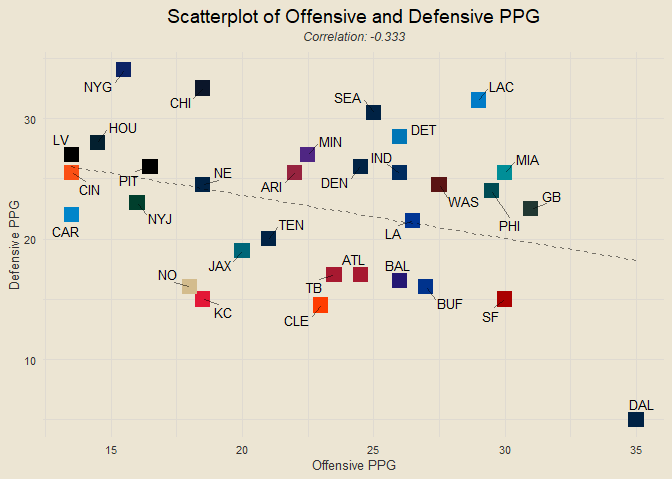 Scatterplot of Offensive and Defensive PPG
Correlation: -0.333
NYG
CHI
SEA
LAC
HOU
DET
LV
MIN
IND
MIA
PIT
NE
DEN
CIN
ARI
WAS
GB
NYJ
CAR
TEN
LA
PHI
JAX
ATL
BAL
NO
TB
KC
CLE
BUF
SF
DAL
30
20
10
Defensive PPG
15
20
25
30
35
Offensive PPG